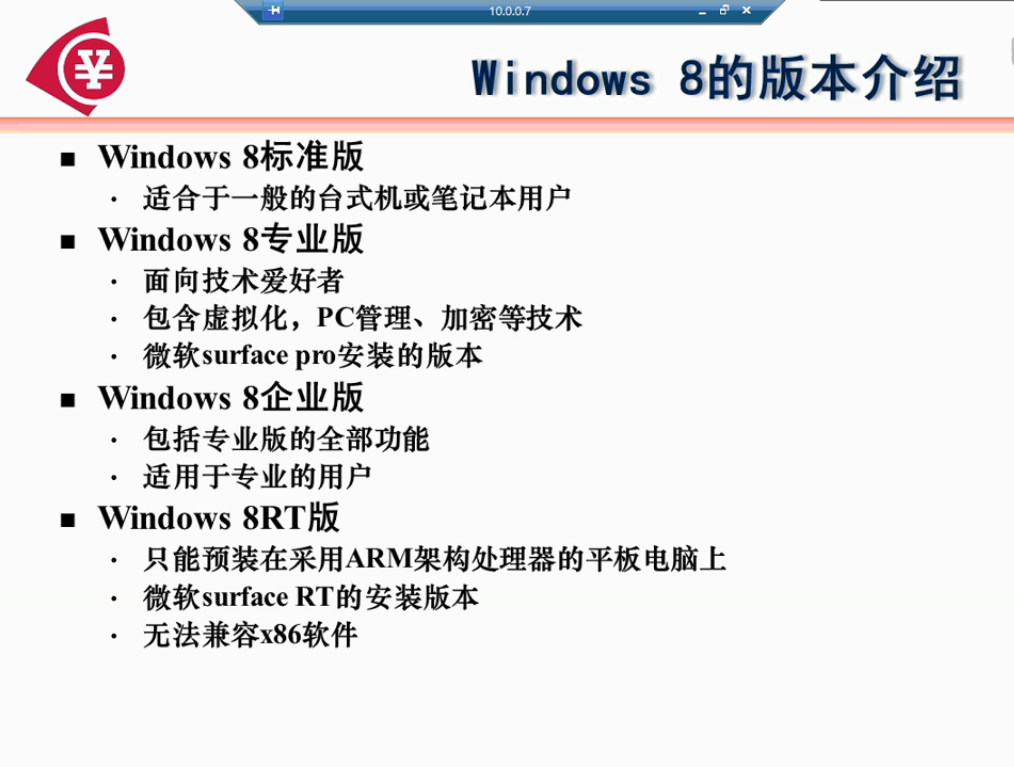 10.0.0.7
¥
Windows 8的版本介绍
■ Windows 8标准版
· 适合于一般的台式机或笔记本用户
■ Windows 8专业版
· 面向技术爱好者
· 包含虚拟化，PC管理、加密等技术
· 微软surface pro安装的版本
■ Windows 8企业版
· 包括专业版的全部功能
· 适用于专业的用户
■ Windows 8RT版
· 只能预装在采用ARM架构处理器的平板电脑上
· 微软surface RT的安装版本
· 无法兼容x86软件